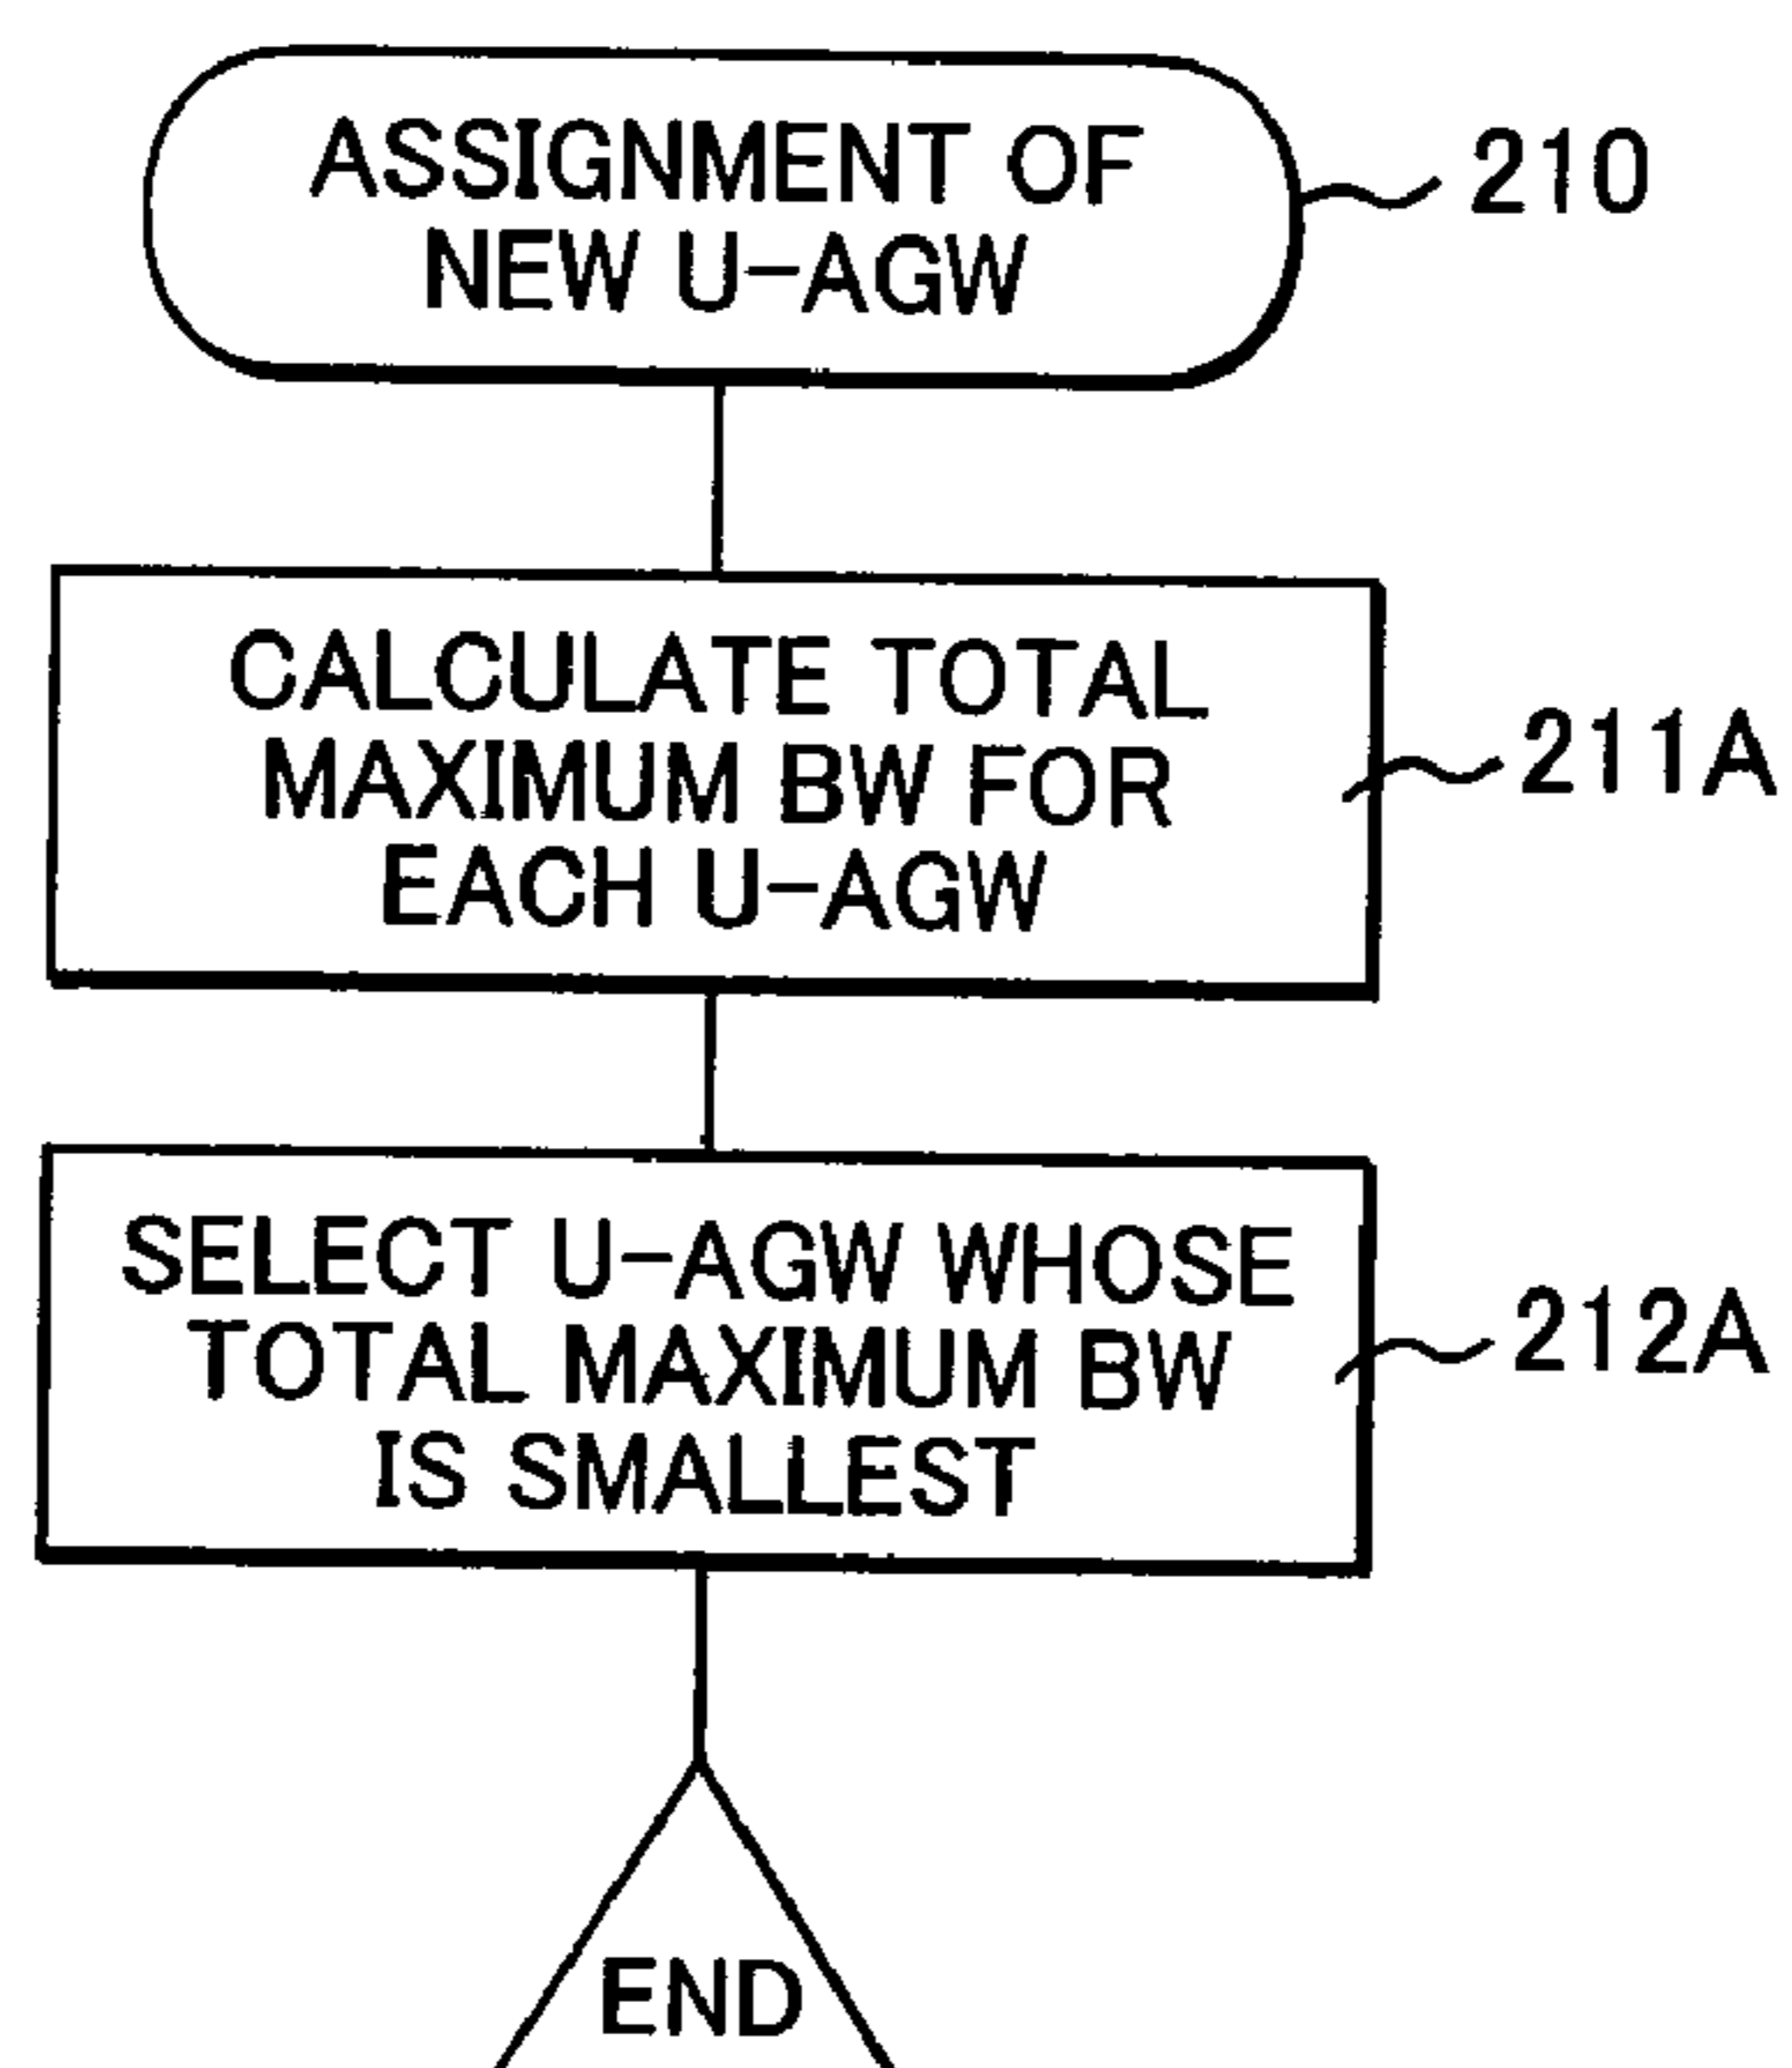 ASSIGNMENT OF
NEW U-AGW
210
CALCULATE TOTAL
MAXIMUM BW FOR
EACH U-AGW
211A
SELECT U-AGW WHOSE
TOTAL MAXIMUM BW
IS SMALLEST
212A
END